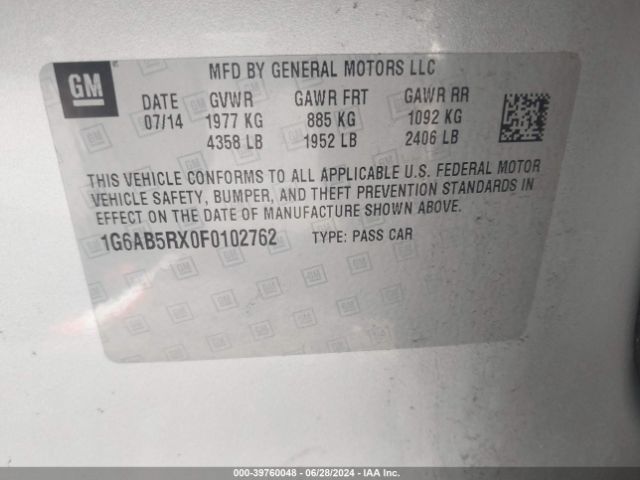 GM
MFD BY GENERAL MOTORS LLC
DATE GVWR GAWR FRT GAWR RR
07/14 1977 KG 885 KG 1092 KG
4358 LB 1952 LB 2406 LB
THIS VEHICLE CONFORMS TO ALL APPLICABLE U.S. FEDERAL MOTOR
VEHICLE SAFETY, BUMPER, AND THEFT PREVENTION STANDARDS IN
EFFECT ON THE DATE OF MANUFACTURE SHOWN ABOVE.
1G6AB5RX0F0102762 TYPE: PASS CAR
000-39760048 - 06/28/2024 - IAA Inc.